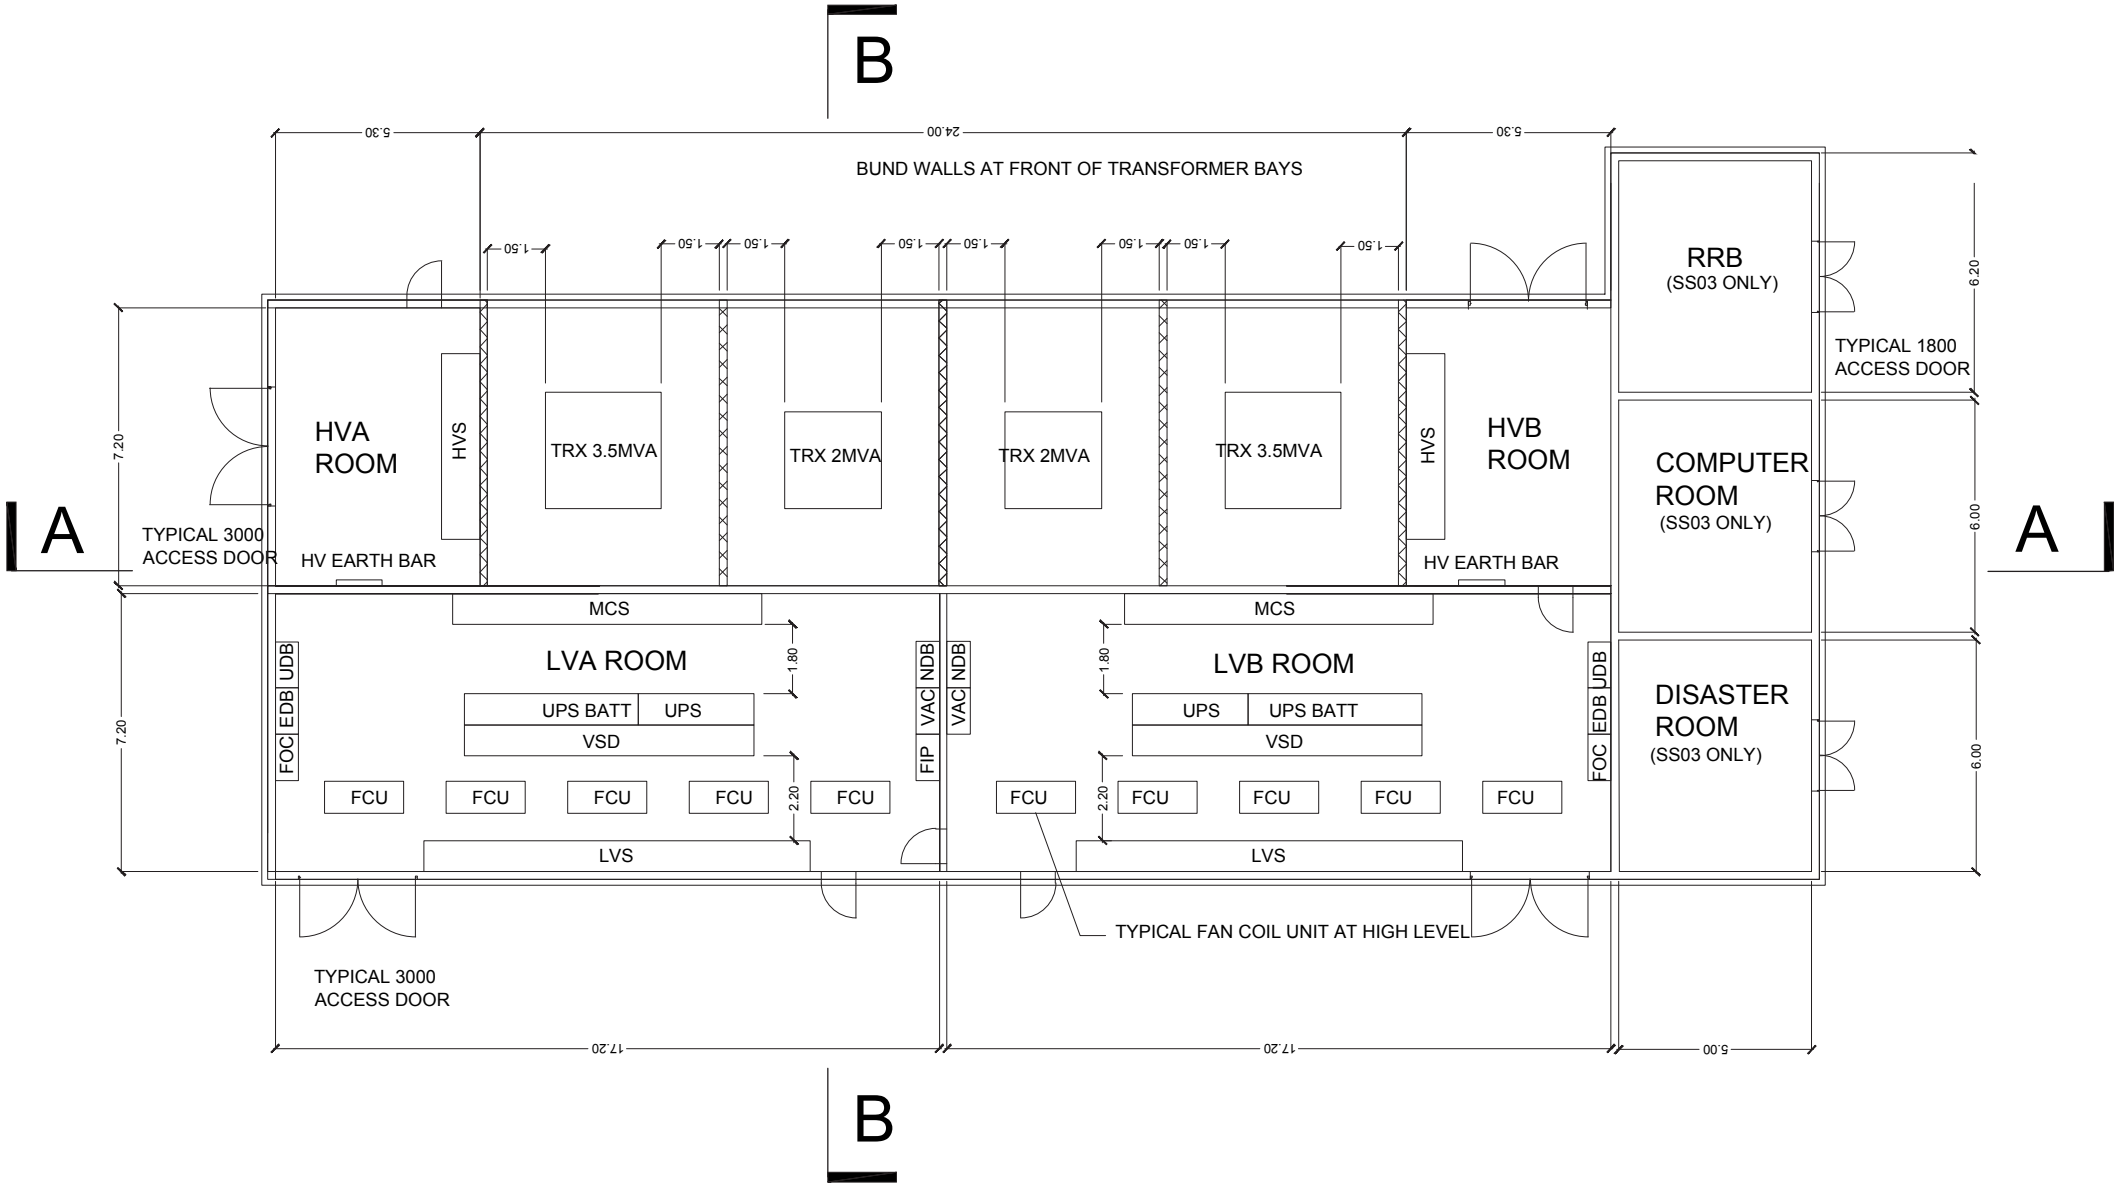 B
5.30
24.00
5.30
BUND WALLS AT FRONT OF TRANSFORMER BAYS
1.50
1.50
1.50
1.50
1.50
1.50
1.50
1.50
RRB
(SS03 ONLY)
6.20
TYPICAL 1800
ACCESS DOOR
7.20
HVA
ROOM
HVS
TRX 3.5MVA
TRX 2MVA
TRX 2MVA
TRX 3.5MVA
HVS
HVB
ROOM
COMPUTER
ROOM
(SS03 ONLY)
6.00
A
TYPICAL 3000
ACCESS DOOR
HV EARTH BAR
HV EARTH BAR
A
MCS
MCS
UDB
EDB
FOC
LVA ROOM
1.80
NDB
VAC
FIP
NDB
VAC
1.80
LVB ROOM
UDB
EDB
FOC
UPS BATT
UPS
VSD
UPS
UPS BATT
VSD
DISASTER
ROOM
(SS03 ONLY)
6.00
7.20
FCU
FCU
FCU
FCU
2.20
FCU
FCU
2.20
FCU
FCU
FCU
FCU
LVS
LVS
TYPICAL FAN COIL UNIT AT HIGH LEVEL
TYPICAL 3000
ACCESS DOOR
17.20
17.20
5.00
B